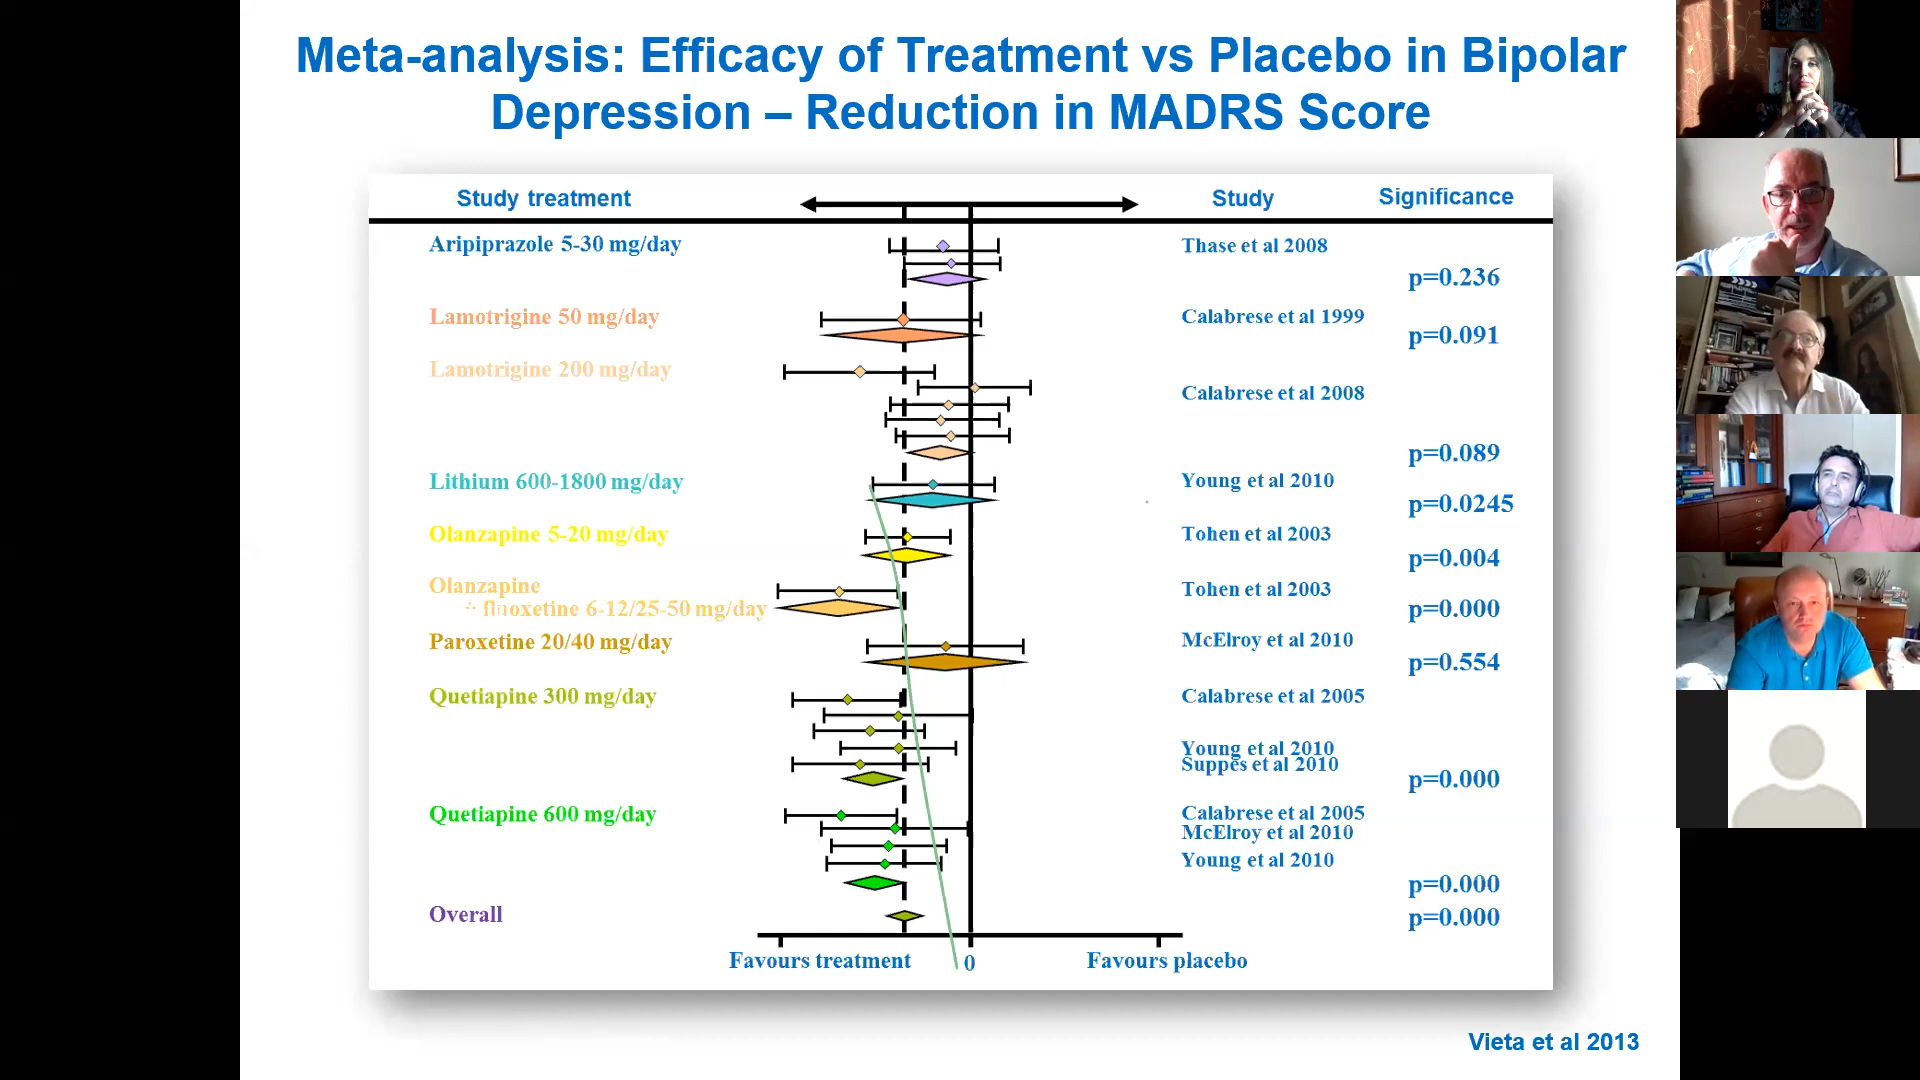 Meta-analysis: Efficacy of Treatment vs Placebo in Bipolar
Depression – Reduction in MADRS Score
Study treatment Study Significance
Aripiprazole 5-30 mg/day Thase et al 2008
p=0.236
Lamotrigine 50 mg/day Calabrese et al 1999
p=0.091
Lamotrigine 200 mg/day
Calabrese et al 2008
p=0.089
Lithium 600-1800 mg/day Young et al 2010
p=0.0245
Olanzapine 5-20 mg/day Tohen et al 2003
p=0.004
Olanzapine Tohen et al 2003
fluoxetine 6-12/25-50 mg/day p=0.000
Paroxetine 20/40 mg/day McElroy et al 2010
p=0.554
Quetiapine 300 mg/day Calabrese et al 2005
Young et al 2010
Suppes et al 2010
p=0.000
Quetiapine 600 mg/day Calabrese et al 2005
McElroy et al 2010
Young et al 2010
p=0.000
Overall p=0.000
Favours treatment 0 Favours placebo
Vieta et al 2013